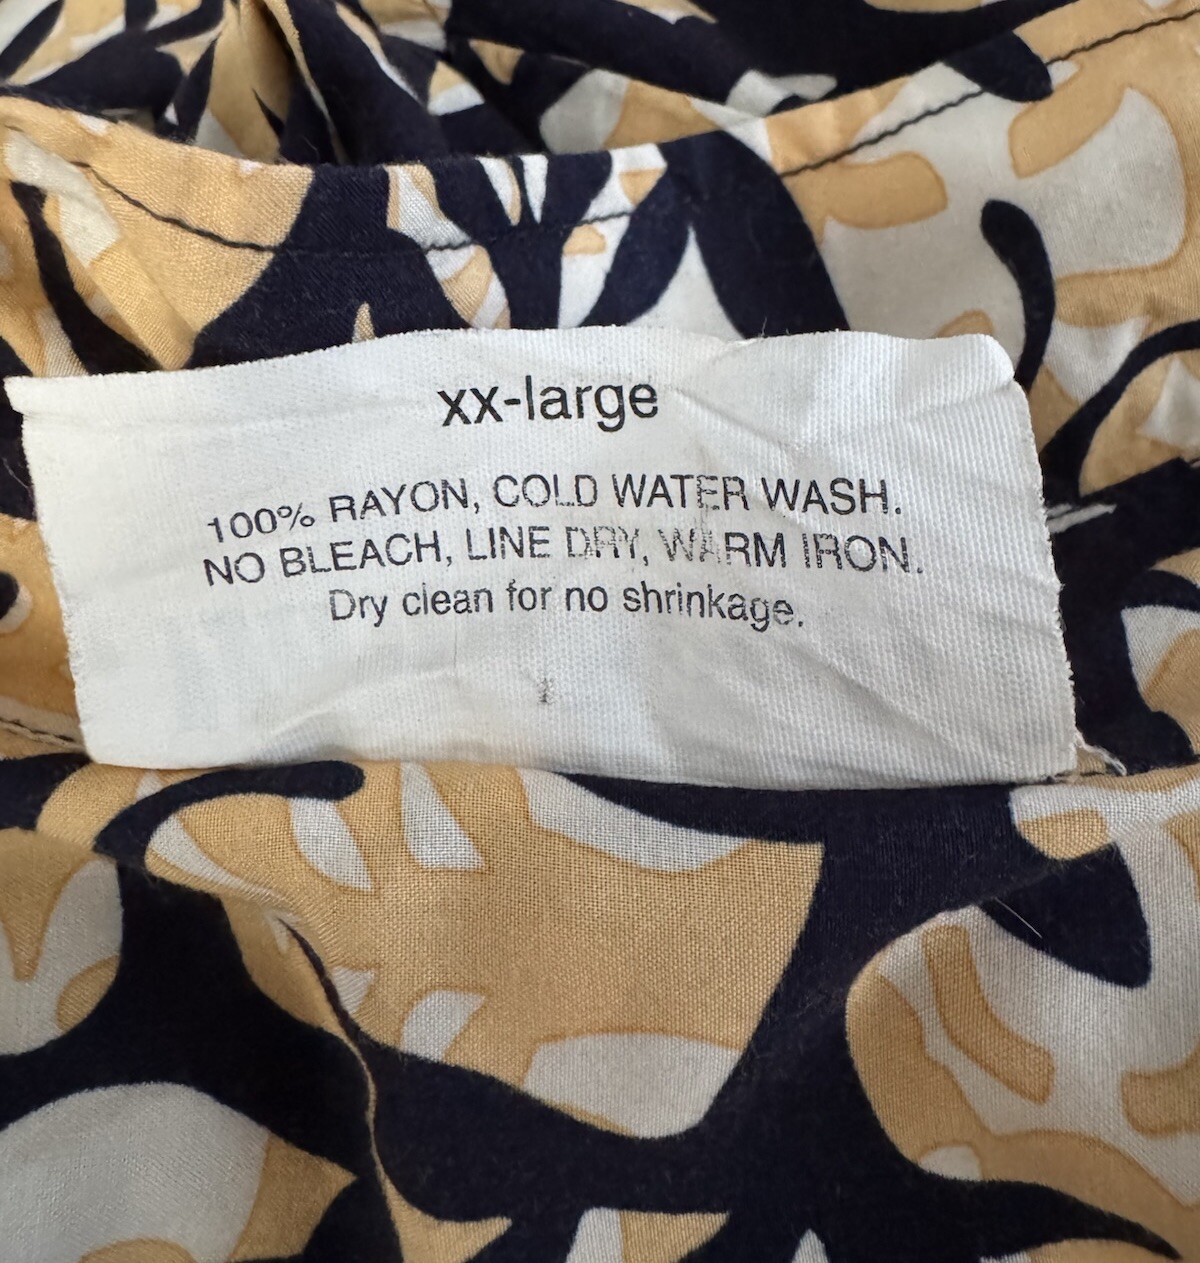 xx-large
100% RAYON, COLD WATER WASH.
NO BLEACH, LINE DRY, WARM IRON.
Dry clean for no shrinkage.